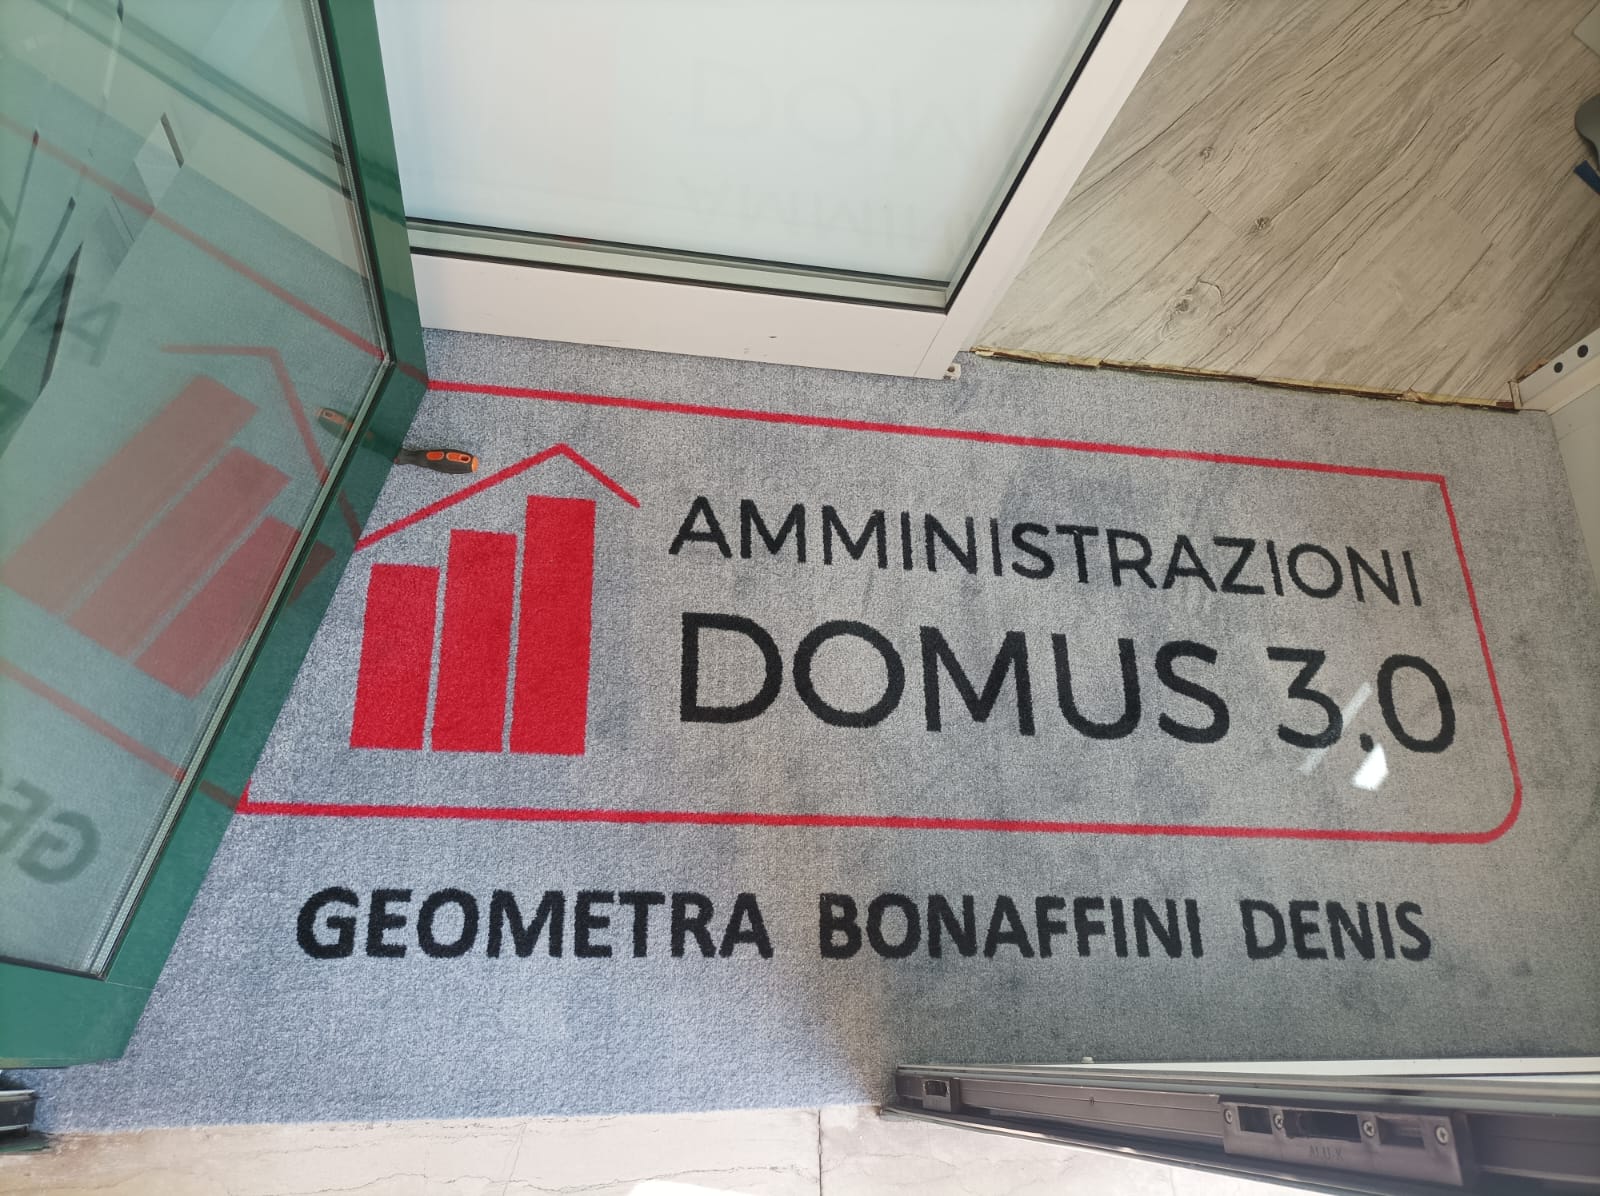 AMMINISTRAZIONI
DOMUS 3.0
GEOMETRA BONAFFINI DENIS